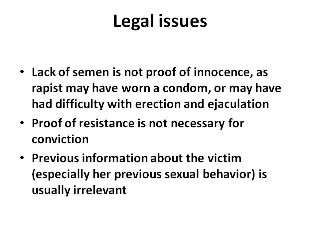 Legal issues
• Lack of semen is not proof of innocence, as
rapist may have worn a condom, or may have
had difficulty with erection and ejaculation
• Proof of resistance is not necessary for
conviction
• Previous information about the victim
(especially her previous sexual behavior) is
usually irrelevant